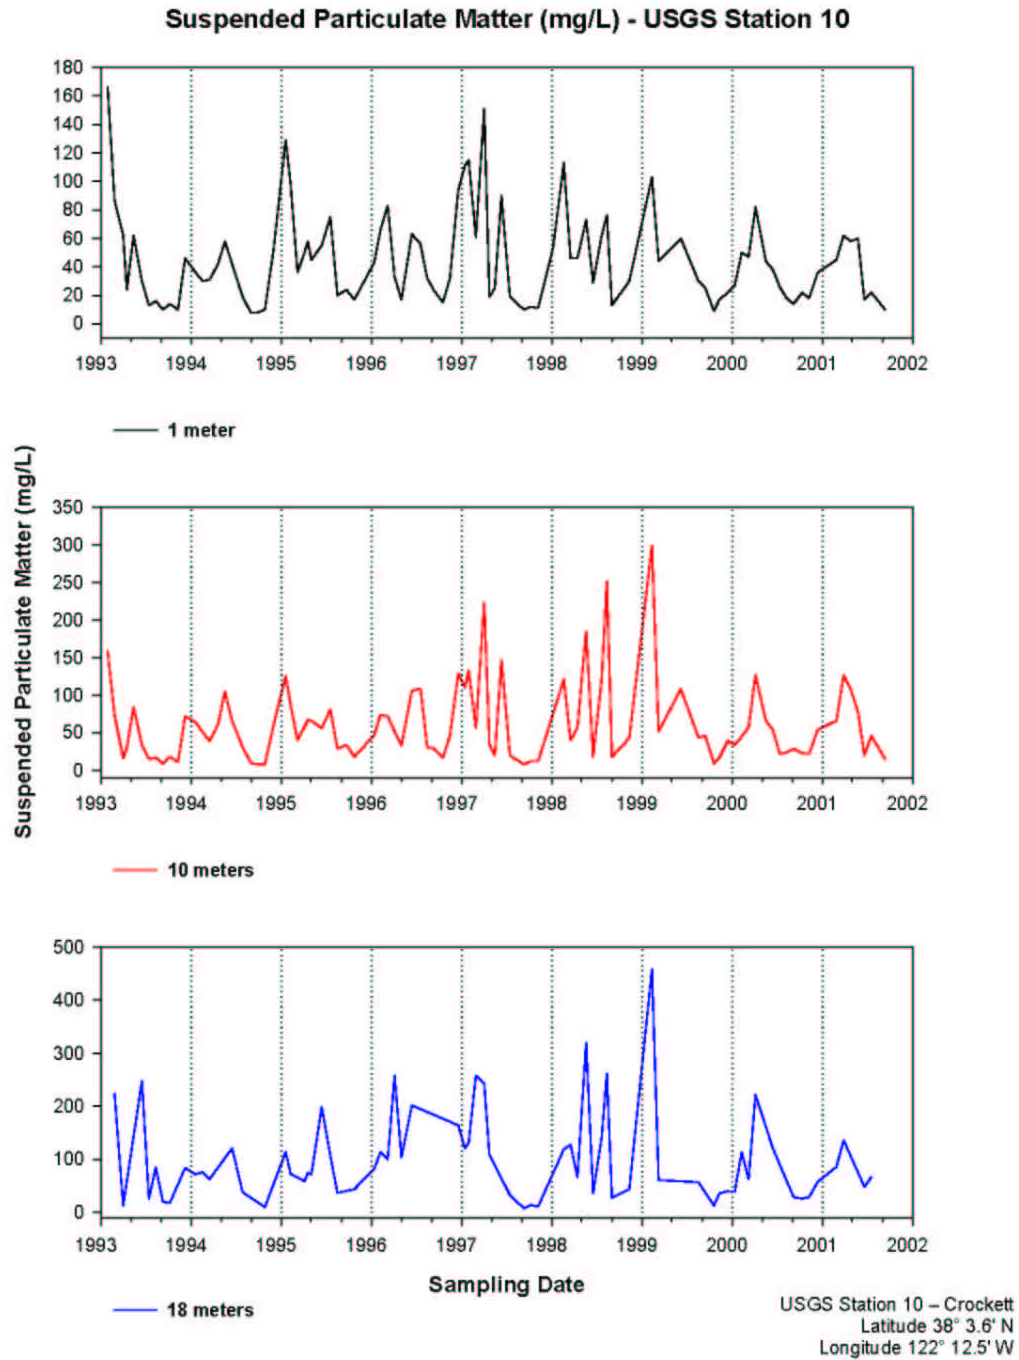 Suspended Particulate Matter (mg/L) - USGS Station 10
180
160
140
120
100
80
60
40
20
0
1993 1994 1995 1996 1997 1998 1999 2000 2001 2002
1 meter
Suspended Particulate Matter (mg/L)
350
300
250
200
150
100
50
0
1993 1994 1995 1996 1997 1998 1999 2000 2001 2002
10 meters
500
400
300
200
100
0
1993 1994 1995 1996 1997 1998 1999 2000 2001 2002
Sampling Date
18 meters
USGS Station 10 – Crockett
Latitude 38° 3.6' N
Longitude 122° 12.5' W